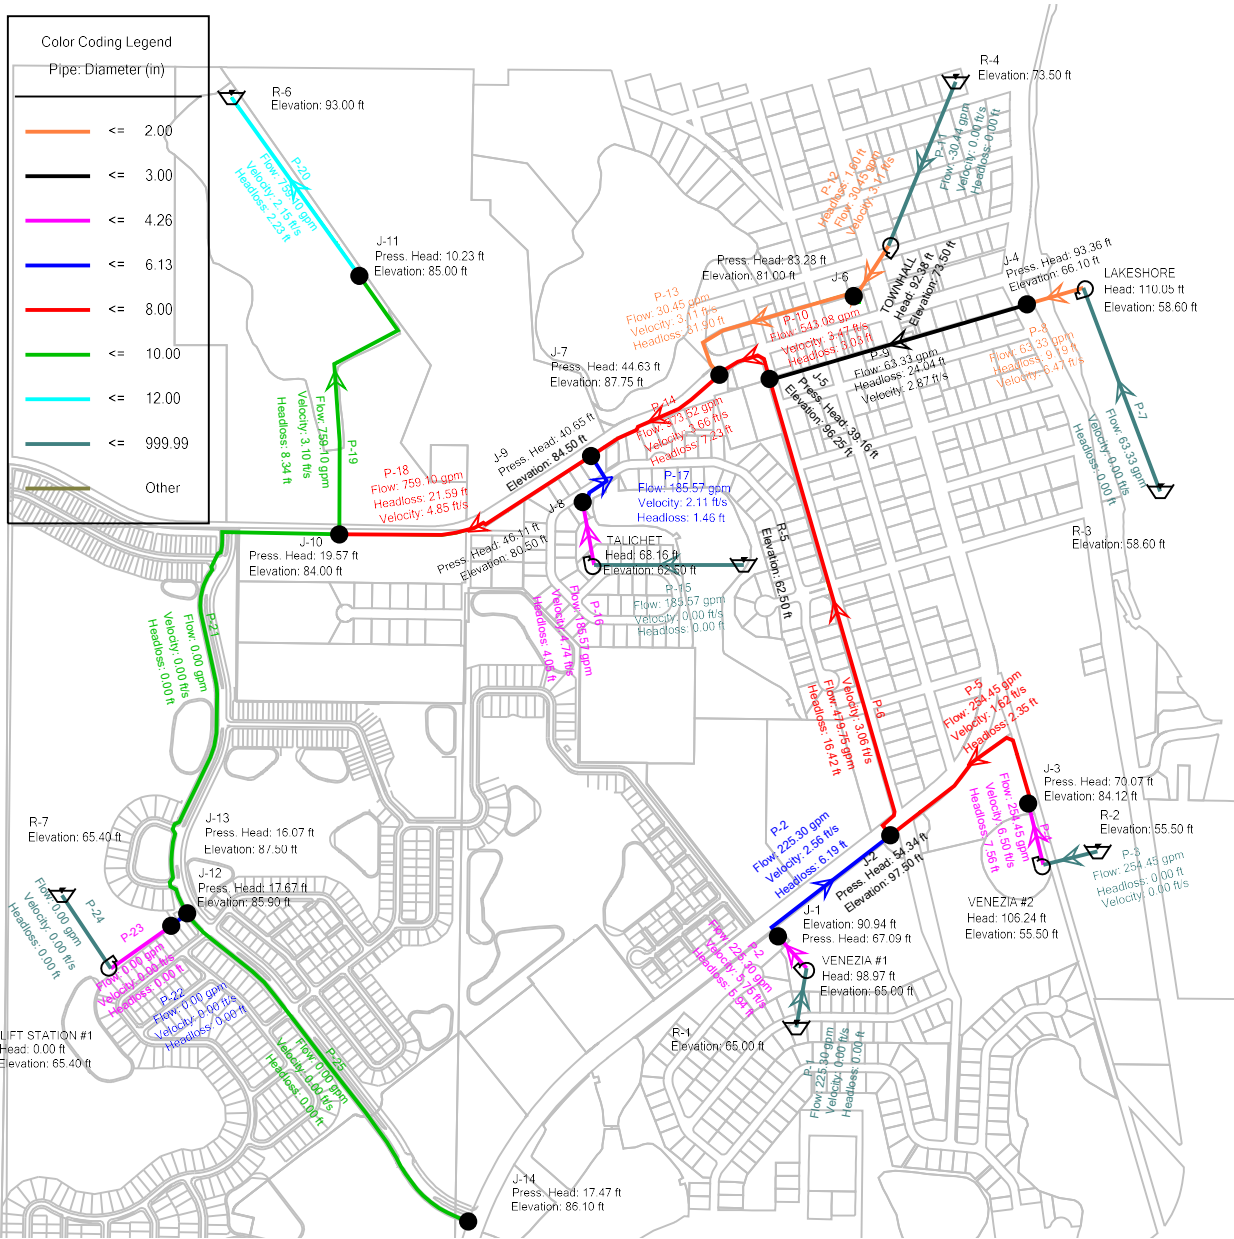 Color Coding Legend
Pipe: Diameter (in)
<= 2.00
<= 3.00
<= 4.26
<= 6.13
<= 8.00
<= 10.00
<= 12.00
<= 999.99
Other
R-6
Elevation: 93.00 ft
P-20
Flow: 759.10 gpm
Velocity: 2.15 ft/s
Headloss: 2.23 ft
J-11
Press. Head: 10.23 ft
Elevation: 85.00 ft
P-19
Flow: 759.10 gpm
Velocity: 3.10 ft/s
Headloss: 8.34 ft
P-18
Flow: 759.10 gpm
Headloss: 21.59 ft
Velocity: 4.85 ft/s
J-10
Press. Head: 19.57 ft
Elevation: 84.00 ft
R-4
Elevation: 73.50 ft
P-11
Flow: -30.44 gpm
Velocity: 0.00 ft/s
Headloss: 0.00 ft
P-12
Headloss: 1.60 ft
Flow: 30.45 gpm
Velocity: 3.11 ft/s
Press. Head: 83.28 ft
Elevation: 81.00 ft
J-6
TOWNHALL
Head: 92.38 ft
Elevation: 73.50 ft
J-4
Press. Head: 93.36 ft
Elevation: 66.10 ft
LAKESHORE
Head: 110.05 ft
Elevation: 58.60 ft
P-13
Flow: 30.45 gpm
Velocity: 3.11 ft/s
Headloss: 31.90 ft
P-10
Flow: 543.08 gpm
Velocity: 3.47 ft/s
Headloss: 3.03 ft
P-9
Flow: 63.33 gpm
Headloss: 24.04 ft
Velocity: 2.87 ft/s
P-8
Flow: 63.33 gpm
Headloss: 9.19 ft
Velocity: 6.47 ft/s
P-7
Flow: 63.33 gpm
Velocity: 0.00 ft/s
Headloss: 0.00 ft
R-3
Elevation: 58.60 ft
J-7
Press. Head: 44.63 ft
Elevation: 87.75 ft
J-5
Press. Head: 39.16 ft
Elevation: 96.25 ft
P-14
Flow: 573.52 gpm
Velocity: 3.66 ft/s
Headloss: 7.23 ft
J-9
Press. Head: 40.65 ft
Elevation: 84.50 ft
P-17
Flow: 185.57 gpm
Velocity: 2.11 ft/s
Headloss: 1.46 ft
J-8
Press. Head: 46.11 ft
Elevation: 80.50 ft
TALICHET
Head: 68.16 ft
Elevation: 62.50 ft
R-5
Elevation: 62.50 ft
P-15
Flow: 185.57 gpm
Velocity: 0.00 ft/s
Headloss: 0.00 ft
P-16
Flow: 185.57 gpm
Velocity: 4.74 ft/s
Headloss: 4.05 ft
P-21
Flow: 0.00 gpm
Velocity: 0.00 ft/s
Headloss: 0.00 ft
P-6
Velocity: 3.06 ft/s
Flow: 479.75 gpm
Headloss: 16.42 ft
P-5
Flow: 254.45 gpm
Velocity: 1.62 ft/s
Headloss: 2.35 ft
J-3
Press. Head: 70.07 ft
Elevation: 84.12 ft
P-4
Flow: 254.45 gpm
Velocity: 6.50 ft/s
Headloss: 7.56 ft
R-2
Elevation: 55.50 ft
P-3
Flow: 254.45 gpm
Headloss: 0.00 ft
Velocity: 0.00 ft/s
VENEZIA #2
Head: 106.24 ft
Elevation: 55.50 ft
P-2
Flow: 225.30 gpm
Velocity: 2.56 ft/s
Headloss: 6.19 ft
J-2
Press. Head: 54.34 ft
Elevation: 97.50 ft
J-1
Elevation: 90.94 ft
Press. Head: 67.09 ft
P-2
Flow: 225.30 gpm
Velocity: 5.75 ft/s
Headloss: 5.94 ft
VENEZIA #1
Head: 98.97 ft
Elevation: 65.00 ft
R-1
Elevation: 65.00 ft
P-1
Flow: 225.30 gpm
Velocity: 0.00 ft/s
Headloss: 0.00 ft
R-7
Elevation: 65.40 ft
J-13
Press. Head: 16.07 ft
Elevation: 87.50 ft
J-12
Press. Head: 17.67 ft
Elevation: 85.90 ft
P-24
Flow: 0.00 gpm
Velocity: 0.00 ft/s
Headloss: 0.00 ft
P-23
Flow: 0.00 gpm
Velocity: 0.00 ft/s
Headloss: 0.00 ft
P-22
Flow: 0.00 gpm
Velocity: 0.00 ft/s
Headloss: 0.00 ft
LIFT STATION #1
Head: 0.00 ft
Elevation: 65.40 ft
P-25
Flow: 0.00 gpm
Velocity: 0.00 ft/s
Headloss: 0.00 ft
J-14
Press. Head: 17.47 ft
Elevation: 86.10 ft